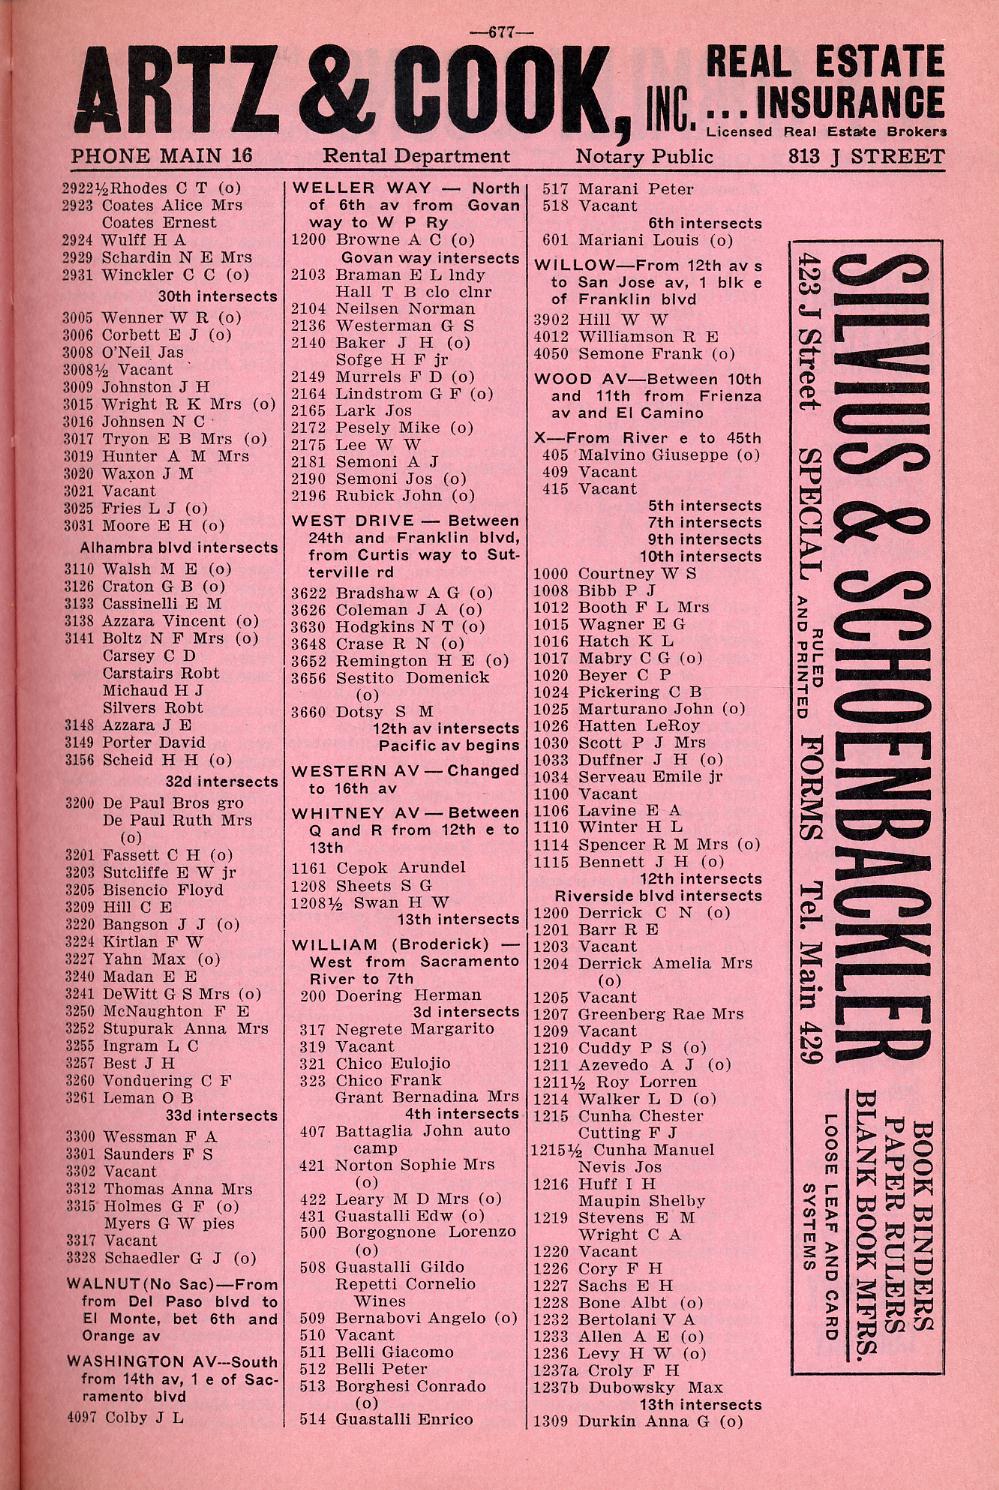 —677—
ARTZ & COOK, INC.
REAL ESTATE
...INSURANCE
Licensed Real Estate Brokers
PHONE MAIN 16 Rental Department Notary Public 813 J STREET
2922½ Rhodes C T (o)
2923 Coates Alice Mrs
Coates Ernest
2924 Wulff H A
2929 Schardin N E Mrs
2931 Winckler C C (o)
30th intersects
3005 Wenner W R (o)
3006 Corbett E J (o)
3008 O'Neil Jas
3008½ Vacant
3009 Johnston J H
3015 Wright R K Mrs (o)
3016 Johnsen N C
3017 Tryon E B Mrs (o)
3019 Hunter A M Mrs
3020 Waxon J M
3021 Vacant
3025 Fries L J (o)
3031 Moore E H (o)
Alhambra blvd intersects
3110 Walsh M E (o)
3126 Craton G B (o)
3133 Cassinelli E M
3138 Azzara Vincent (o)
3141 Boltz N F Mrs (o)
Carsey C D
Carstairs Robt
Michaud H J
Silvers Robt
3148 Azzara J E
3149 Porter David
3156 Scheid H H (o)
32d intersects
3200 De Paul Bros gro
De Paul Ruth Mrs
(o)
3201 Fassett C H (o)
3203 Sutcliffe E W jr
3205 Bisencio Floyd
3209 Hill C E
3220 Bangson J J (o)
3224 Kirtlan F W
3227 Yahn Max (o)
3240 Madan E E
3241 DeWitt G S Mrs (o)
3250 McNaughton F E
3252 Stupurak Anna Mrs
3255 Ingram L C
3257 Best J H
3260 Vonduering C F
3261 Leman O B
33d intersects
3300 Wessman F A
3301 Saunders F S
3302 Vacant
3312 Thomas Anna Mrs
3315 Holmes G F (o)
Myers G W pies
3317 Vacant
3328 Schaedler G J (o)
WALNUT(No Sac)—From
from Del Paso blvd to
El Monte, bet 6th and
Orange av
WASHINGTON AV—South
from 14th av, 1 e of Sac-
ramento blvd
4097 Colby J L
WELLER WAY — North
of 6th av from Govan
way to W P Ry
1200 Browne A C (o)
Govan way intersects
2103 Braman E L lndy
Hall T B clo clnr
2104 Neilsen Norman
2136 Westerman G S
2140 Baker J H (o)
Sofge H F jr
2149 Murrels F D (o)
2164 Lindstrom G F (o)
2165 Lark Jos
2172 Pesely Mike (o)
2175 Lee W W
2181 Semoni A J
2190 Semoni Jos (o)
2196 Rubick John (o)
WEST DRIVE — Between
24th and Franklin blvd,
from Curtis way to Sut-
terville rd
3622 Bradshaw A G (o)
3626 Coleman J A (o)
3630 Hodgkins N T (o)
3648 Crase R N (o)
3652 Remington H E (o)
3656 Sestito Domenick
(o)
3660 Dotsy S M
12th av intersects
Pacific av begins
WESTERN AV — Changed
to 16th av
WHITNEY AV — Between
Q and R from 12th e to
13th
1161 Cepok Arundel
1208 Sheets S G
1208½ Swan H W
13th intersects
WILLIAM (Broderick) —
West from Sacramento
River to 7th
200 Doering Herman
3d intersects
317 Negrete Margarito
319 Vacant
321 Chico Eulojio
323 Chico Frank
Grant Bernadina Mrs
4th intersects
407 Battaglia John auto
camp
421 Norton Sophie Mrs
(o)
422 Leary M D Mrs (o)
431 Guastalli Edw (o)
500 Borgognone Lorenzo
(o)
508 Guastalli Gildo
Repetti Cornelio
Wines
509 Bernabovi Angelo (o)
510 Vacant
511 Belli Giacomo
512 Belli Peter
513 Borghesi Conrado
(o)
514 Guastalli Enrico
517 Marani Peter
518 Vacant
6th intersects
601 Mariani Louis (o)
WILLOW—From 12th av s
to San Jose av, 1 blk e
of Franklin blvd
3902 Hill W W
4012 Williamson R E
4050 Semone Frank (o)
WOOD AV—Between 10th
and 11th from Frienza
av and El Camino
X—From River e to 45th
405 Malvino Giuseppe (o)
409 Vacant
415 Vacant
5th intersects
7th intersects
9th intersects
10th intersects
1000 Courtney W S
1008 Bibb P J
1012 Booth F L Mrs
1015 Wagner E G
1016 Hatch K L
1017 Mabry C G (o)
1020 Beyer C P
1024 Pickering C B
1025 Marturano John (o)
1026 Hatten LeRoy
1030 Scott P J Mrs
1033 Duffner J H (o)
1034 Serveau Emile jr
1100 Vacant
1106 Lavine E A
1110 Winter H L
1114 Spencer R M Mrs (o)
1115 Bennett J H (o)
12th intersects
Riverside blvd intersects
1200 Derrick C N (o)
1201 Barr R E
1203 Vacant
1204 Derrick Amelia Mrs
(o)
1205 Vacant
1207 Greenberg Rae Mrs
1209 Vacant
1210 Cuddy P S (o)
1211 Azevedo A J (o)
1211½ Roy Lorren
1214 Walker L D (o)
1215 Cunha Chester
Cutting F J
1215½ Cunha Manuel
Nevis Jos
1216 Huff I H
Maupin Shelby
1219 Stevens E M
Wright C A
1220 Vacant
1226 Cory F H
1227 Sachs E H
1228 Bone Albt (o)
1232 Bertolani V A
1233 Allen A E (o)
1236 Levy H W (o)
1237a Croly F H
1237b Dubowsky Max
13th intersects
1309 Durkin Anna G (o)
SILVIUS & SCHOENBACKLER
423 J Street SPECIAL RULED AND PRINTED FORMS Tel. Main 429
BOOK BINDERS
PAPER RULERS
BLANK BOOK MFRS.
LOOSE LEAF AND CARD
SYSTEMS